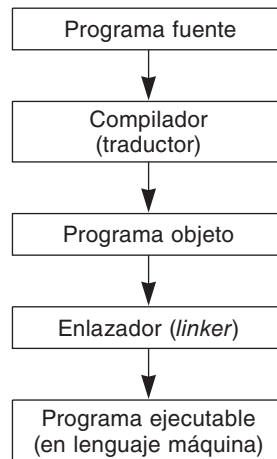 Programa fuente
Compilador
(traductor)
Programa objeto
Enlazador (linker)
Programa ejecutable
(en lenguaje máquina)